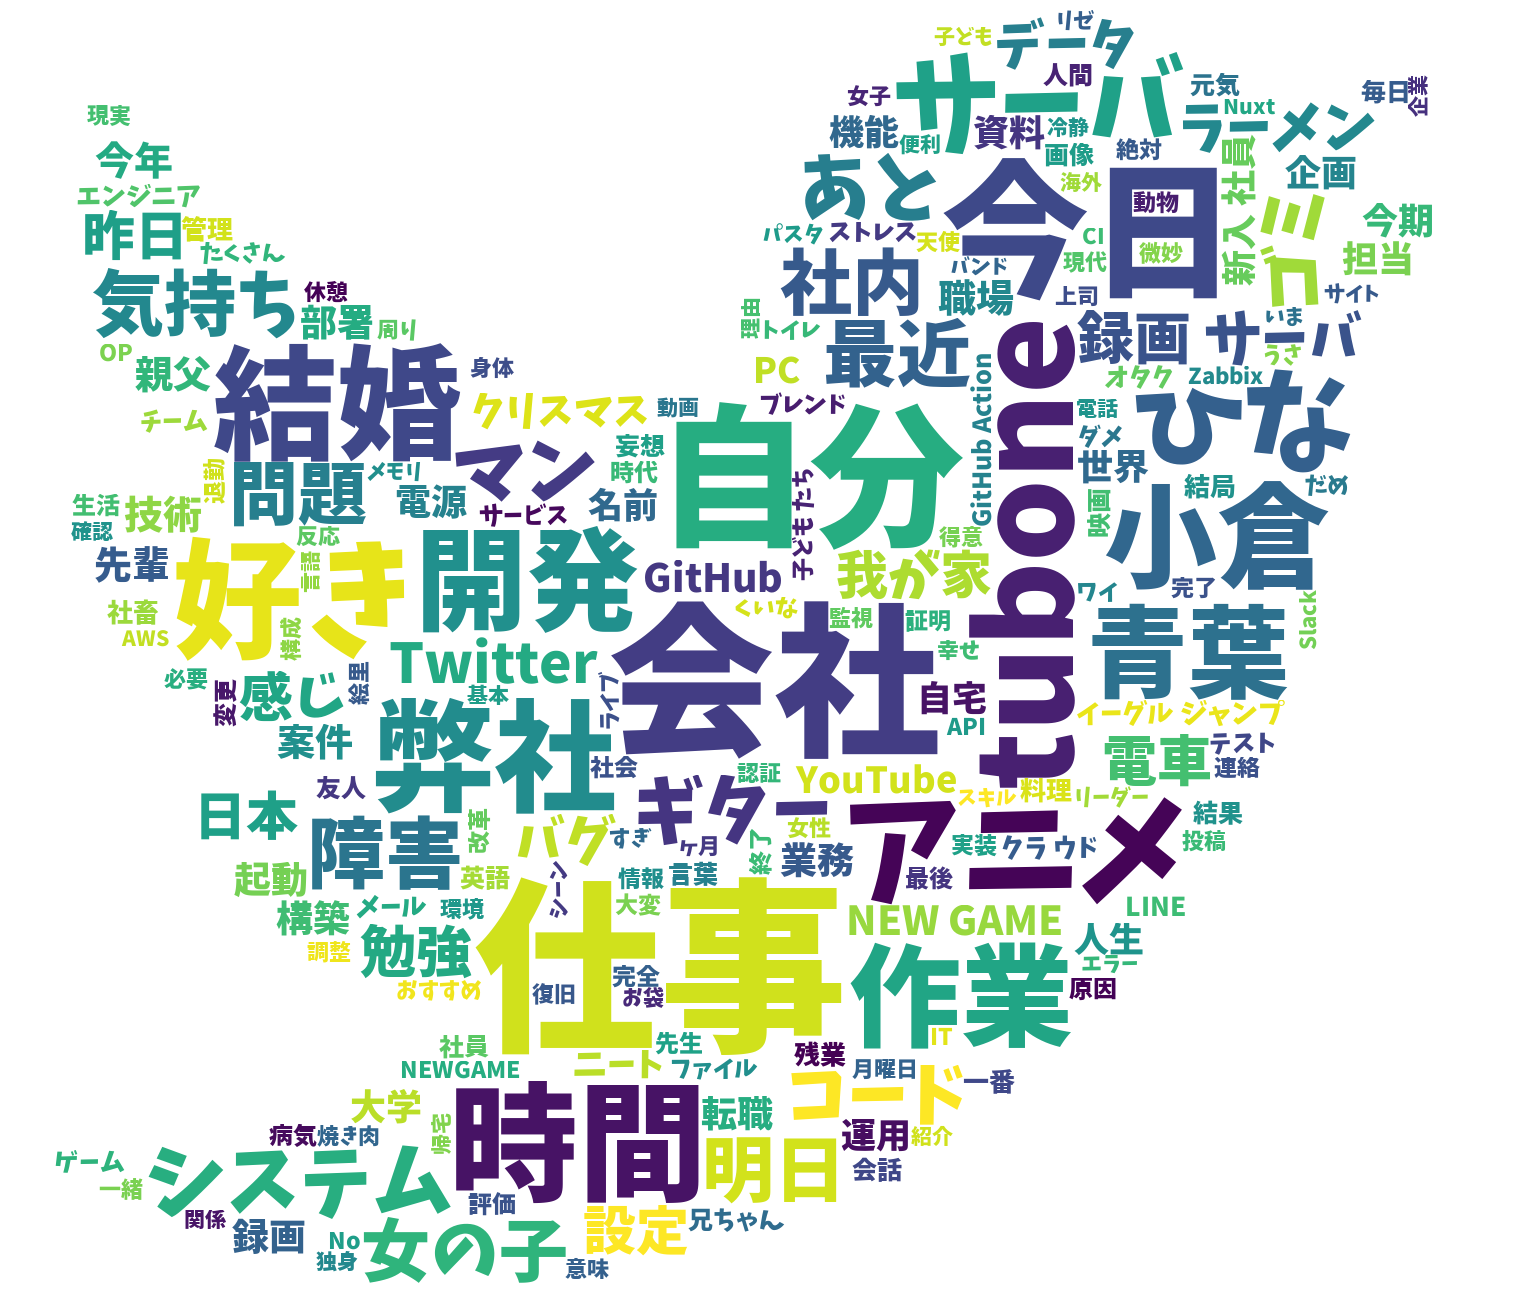 リゼ
子ども
データ
サーバ
人間
女子
元気
毎日
企業
Nuxt
ラーメン
現実
機能
便利
資料
冷静
画像
絶対
企画
新入社員
今年
エンジニア
あと
今日
海外
動物
ゴミ
今期
昨日
管理
たくさん
パスタ
ストレス
天使
CI
現代
微妙
担当
気持ち
休憩
部署
周り
社内
バンド
職場
上司
サイト
理由
トイレ
最近
録画
サーバ
いま
うさ
OP
親父
結婚
身体
PC
GitHub Action
tubone
オタク
Zabbix
ひな
チーム
クリスマス
動画
ブレンド
自分
電話
ダメ
世界
マン
妄想
時代
退勤
問題
メモリ
電源
サービス
名前
子どもたち
結局
だめ
小倉
映画
生活
確認
技術
反応
得意
先輩
好き
言語
開発
GitHub
我が家
ワイ
完了
社畜
AWS
構成
くいな
監視
証明
青葉
Slack
必要
変更
感じ
絵里
Twitter
基本
ライブ
会社
幸せ
自宅
API
イーグルジャンプ
案件
弊社
社会
認証
YouTube
スキル
料理
リーダー
電車
テスト
連絡
友人
日本
障害
改革
バグ
すぎ
ギター
ヶ月
女性
終了
業務
アニメ
実装
クラウド
結果
投稿
起動
英語
シーン
情報
言葉
最後
構築
メール
環境
大変
仕事
NEW GAME
LINE
調整
勉強
人生
エラー
おすすめ
復旧
完全
お袋
作業
原因
IT
社員
NEWGAME
ニート
先生
ファイル
残業
月曜日
一番
大学
帰宅
時間
転職
コード
運用
紹介
病気
焼き肉
明日
会話
ゲーム
一緒
システム
評価
関係
録画
No
独身
女の子
意味
設定
兄ちゃん